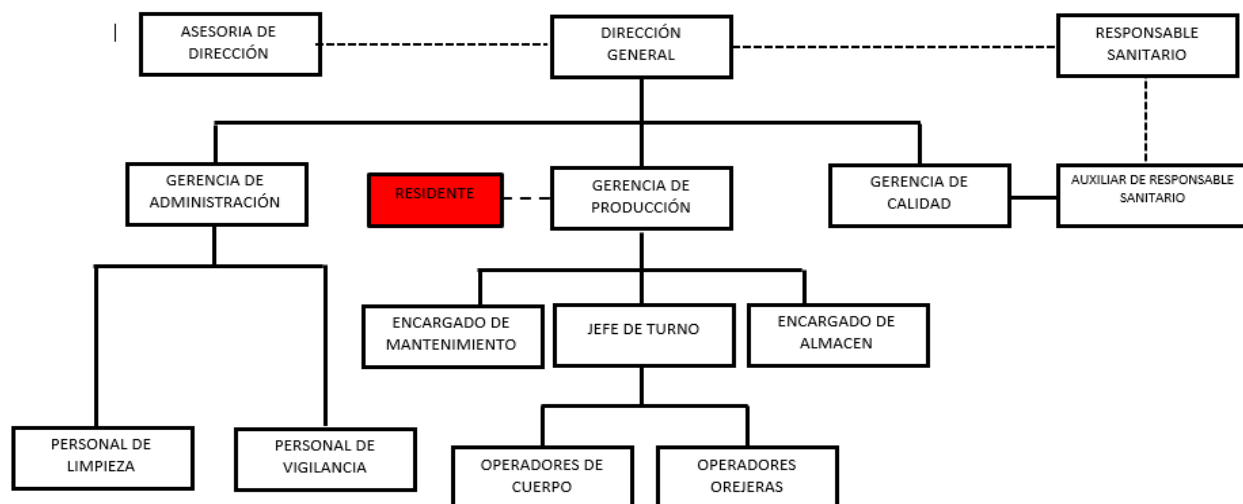 ASESORIA DE
DIRECCIÓN
DIRECCIÓN
GENERAL
RESPONSABLE
SANITARIO
GERENCIA DE
ADMINISTRACIÓN
RESIDENTE
GERENCIA DE
PRODUCCIÓN
GERENCIA DE
CALIDAD
AUXILIAR DE RESPONSABLE
SANITARIO
ENCARGADO DE
MANTENIMIENTO
JEFE DE TURNO
ENCARGADO DE
ALMACEN
PERSONAL DE
LIMPIEZA
PERSONAL DE
VIGILANCIA
OPERADORES DE
CUERPO
OPERADORES
OREJERAS